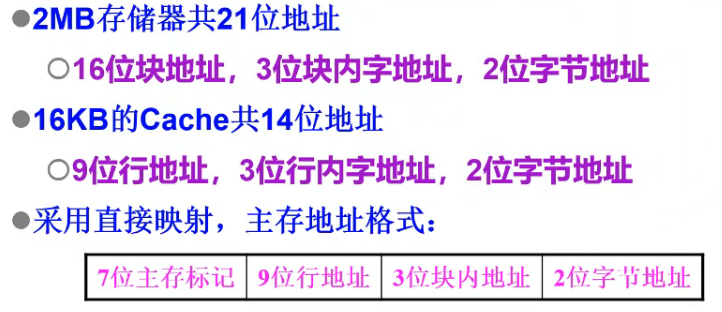 ●2MB存储器共21位地址
○16位块地址，3位块内字地址，2位字节地址
●16KB的Cache共14位地址
○9位行地址，3位行内字地址，2位字节地址
●采用直接映射，主存地址格式：
7位主存标记 9位行地址 3位块内地址 2位字节地址